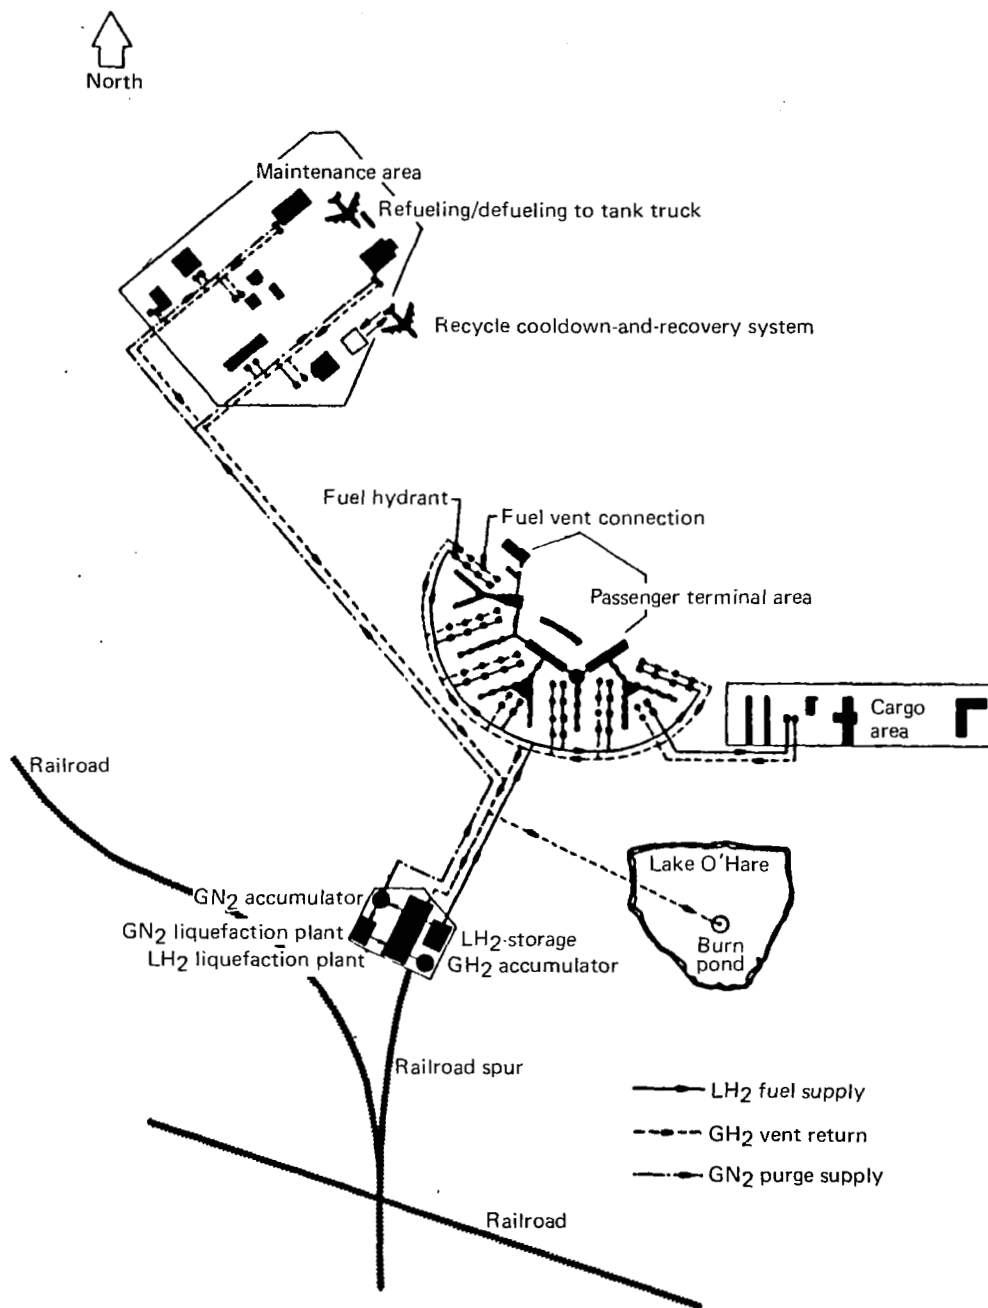 North
Maintenance area
Refueling/defueling to tank truck
Recycle cooldown-and-recovery system
Fuel hydrant
Fuel vent connection
Passenger terminal area
Cargo
area
Railroad
Lake O'Hare
Burn
pond
GN2 accumulator
GN2 liquefaction plant
LH2 liquefaction plant
LH2-storage
GH2 accumulator
Railroad spur
LH2 fuel supply
GH2 vent return
GN2 purge supply
Railroad